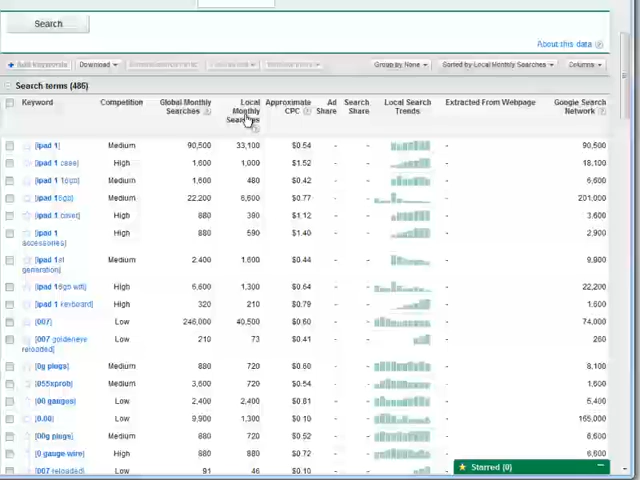 Search
About this data
Add keywords Download
Group by None Sorted by Local Monthly Searches Columns
Search terms (486)
Keyword Competition Global Monthly Searches Local Monthly Searches Approximate CPC Ad Share Search Share Local Search Trends Extracted From Webpage Google Search Network
[ipad 1] Medium 90,500 33,100 $0.54 - - 90,500
[ipad 1 case] High 1,600 1,000 $1.52 - - 18,100
[ipad 1 16g] Medium 1,600 480 $0.42 - - 6,600
[ipad 16g] Medium 22,200 6,600 $0.77 - - 201,000
[ipad 1 cover] High 880 390 $1.12 - - 3,600
[ipad 1 accessories] High 880 590 $1.40 - - 2,900
[ipad 1st generation] Medium 2,400 1,600 $0.44 - - 9,900
[ipad 16gb wifi] High 6,600 1,300 $0.64 - - 22,200
[ipad 1 keyboard] High 320 210 $0.79 - - 1,600
[007] Low 246,000 40,500 $0.60 - - 74,000
[007 goldeneye reloaded] Low 210 73 $0.41 - - 260
[0g plugs] Medium 880 720 $0.60 - - 8,100
Medium 3,600 720 $0.54 - - 1,600
[00 gauges] Low 2,400 2,400 $0.81 - - 5,400
[0.00] Low 9,900 1,300 $0.10 - - 165,000
[00g plugs] Medium 880 720 $0.52 - - 6,600
[0 gauge wire] High 880 880 $0.72 - - 6,600
[007 reloaded] Low 91 46 $0.10 - -
Starred (0)